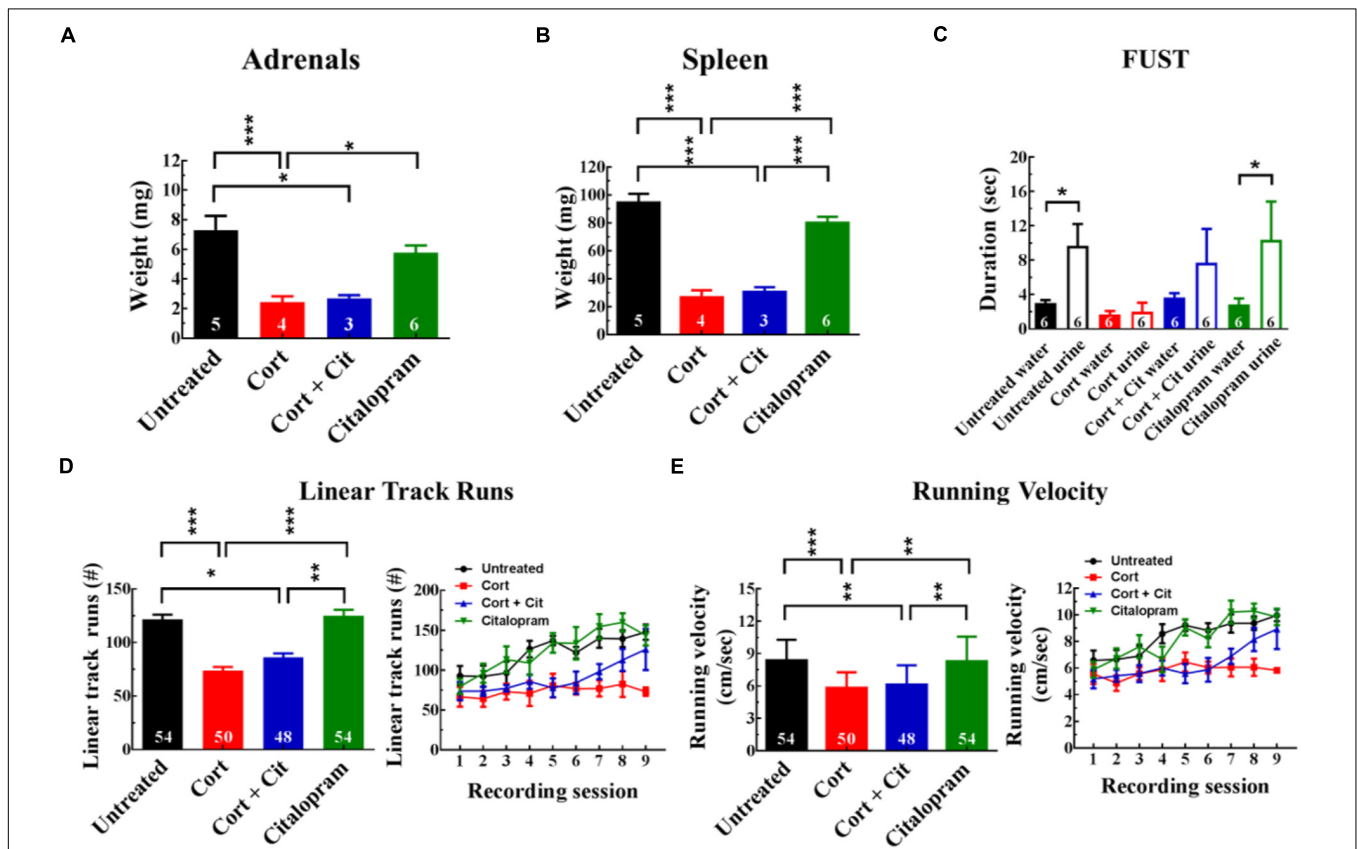 A
Adrenals
***
*
*
Weight (mg)
12
10
8
6
4
2
0
5
4
3
6
Untreated
Cort
Cort + Cit
Citalopram
B
Spleen
***
***
***
***
Weight (mg)
120
100
80
60
40
20
0
5
4
3
6
Untreated
Cort
Cort + Cit
Citalopram
C
FUST
*
*
Duration (sec)
20
16
12
8
4
0
6
6
6
6
6
6
6
6
Untreated water
Untreated urine
Cort water
Cort urine
Cort + Cit water
Cort + Cit urine
Citalopram water
Citalopram urine
D
Linear Track Runs
***
***
*
**
Linear track runs (#)
150
125
100
75
50
25
0
54
50
48
54
Untreated
Cort
Cort + Cit
Citalopram
Linear track runs (#)
200
175
150
125
100
75
50
25
0
Untreated
Cort
Cort + Cit
Citalopram
1 2 3 4 5 6 7 8 9
Recording session
E
Running Velocity
***
**
**
**
Running velocity
(cm/sec)
15
12
9
6
3
0
54
50
48
54
Untreated
Cort
Cort + Cit
Citalopram
Running velocity
(cm/sec)
12
10
8
6
4
2
0
Untreated
Cort
Cort + Cit
Citalopram
1 2 3 4 5 6 7 8 9
Recording session